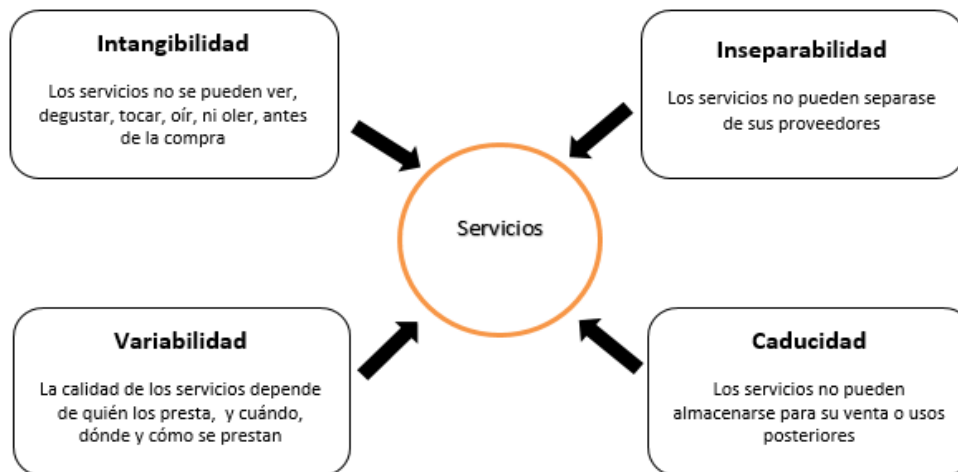 Intangibilidad
Los servicios no se pueden ver,
degustar, tocar, oír, ni oler, antes
de la compra
Inseparabilidad
Los servicios no pueden separase
de sus proveedores
Servicios
Variabilidad
La calidad de los servicios depende
de quién los presta, y cuándo,
dónde y cómo se prestan
Caducidad
Los servicios no pueden
almacenarse para su venta o usos
posteriores